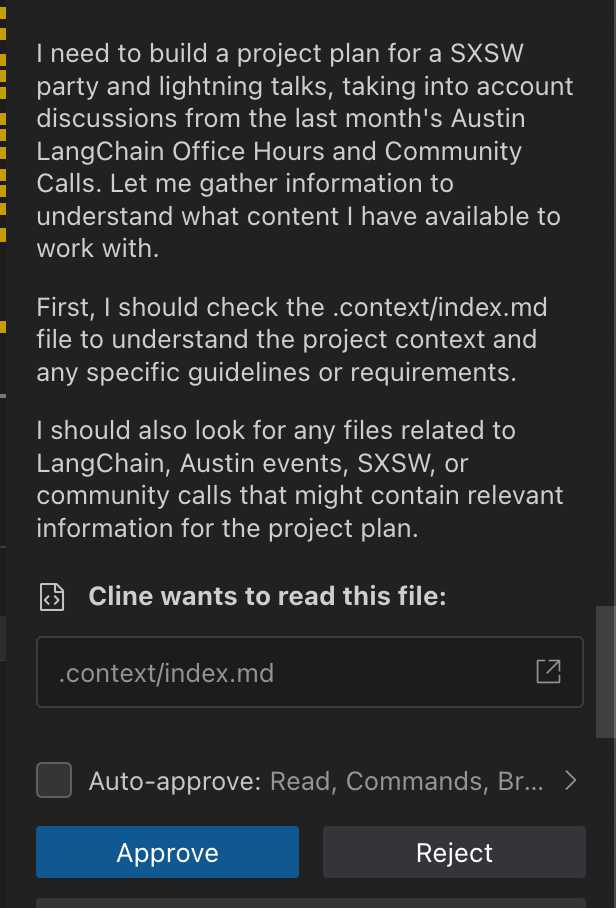 I need to build a project plan for a SXSW
party and lightning talks, taking into account
discussions from the last month's Austin
LangChain Office Hours and Community
Calls. Let me gather information to
understand what content I have available to
work with.
First, I should check the .context/index.md
file to understand the project context and
any specific guidelines or requirements.
I should also look for any files related to
LangChain, Austin events, SXSW, or
community calls that might contain relevant
information for the project plan.
Cline wants to read this file:
.context/index.md
Auto-approve: Read, Commands, Br...
Approve
Reject